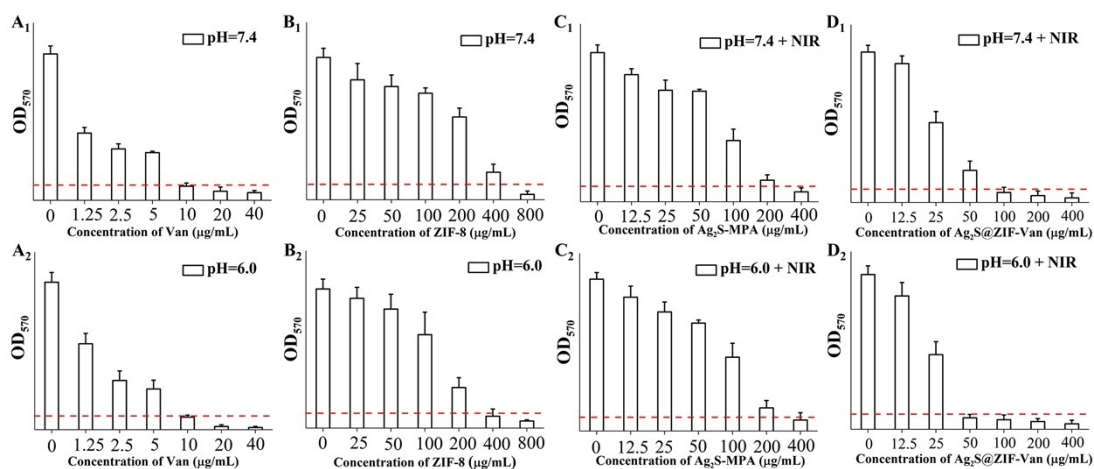 A1
OD570
pH=7.4
0 1.25 2.5 5 10 20 40
Concentration of Van (μg/mL)
B1
OD570
pH=7.4
0 25 50 100 200 400 800
Concentration of ZIF-8 (μg/mL)
C1
OD570
pH=7.4 + NIR
0 12.5 25 50 100 200 400
Concentration of Ag2S-MPA (μg/mL)
D1
OD570
pH=7.4 + NIR
0 12.5 25 50 100 200 400
Concentration of Ag2S@ZIF-Van (μg/mL)
A2
OD570
pH=6.0
0 1.25 2.5 5 10 20 40
Concentration of Van (μg/mL)
B2
OD570
pH=6.0
0 25 50 100 200 400 800
Concentration of ZIF-8 (μg/mL)
C2
OD570
pH=6.0 + NIR
0 12.5 25 50 100 200 400
Concentration of Ag2S-MPA (μg/mL)
D2
OD570
pH=6.0 + NIR
0 12.5 25 50 100 200 400
Concentration of Ag2S@ZIF-Van (μg/mL)